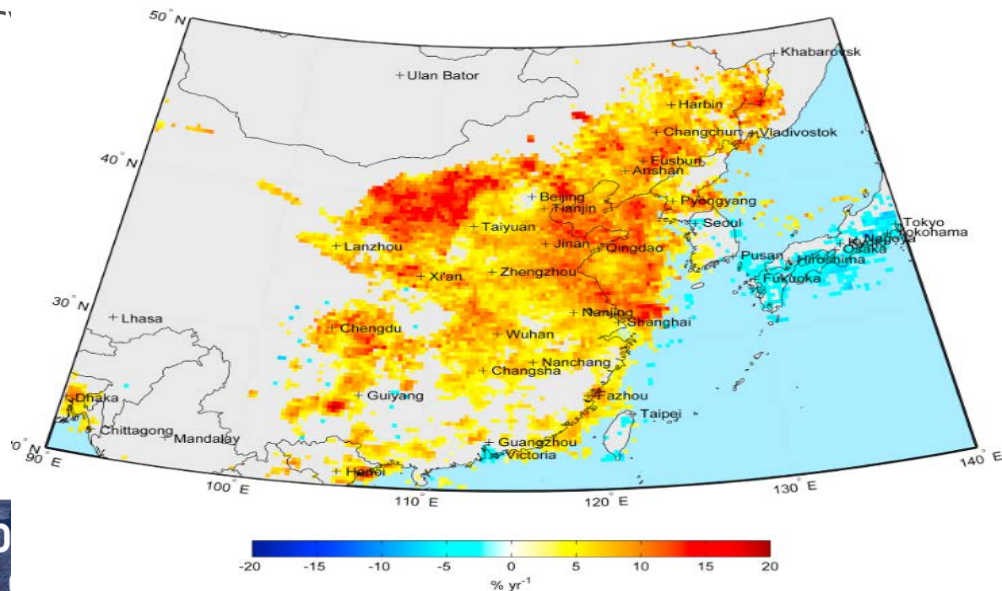 50° N
Khabarovsk
Ulan Bator
Harbin
Changchun
Vladivostok
40° N
Fushun
Anshan
Beijing
Tianjin
Pyongyang
Seoul
Tokyo
Taiyuan
Nagoya
Lanzhou
Jinan
Qingdao
Osaka
Pusan
Hiroshima
Xi'an
Zhengzhou
Fukuoka
30° N
Lhasa
Nanjing
Shanghai
Chengdu
Wuhan
Nanchang
Changsha
Dhaka
Guiyang
Fazhou
Taipei
Chittagong
Mandalay
Guangzhou
Victoria
Hanoi
90° E
100° E
110° E
120° E
130° E
140° E
-20 -15 -10 -5 0 5 10 15 20
% yr-1